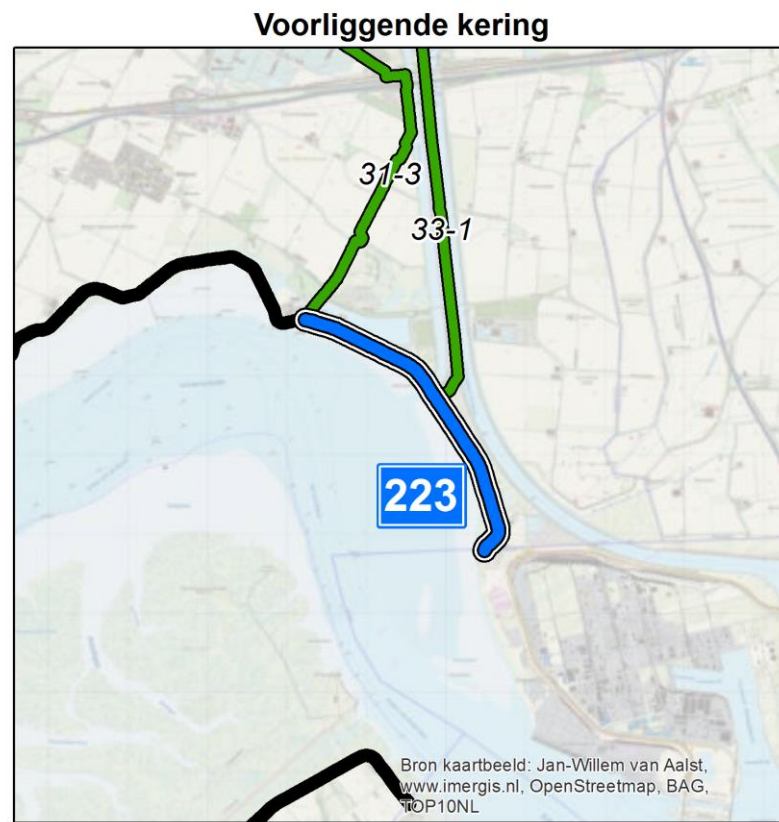 Voorliggende kering
31-3
33-1
223
Bron kaartbeeld: Jan-Willem van Aalst,
www.imergis.nl, OpenStreetmap, BAG,
TOP10NL